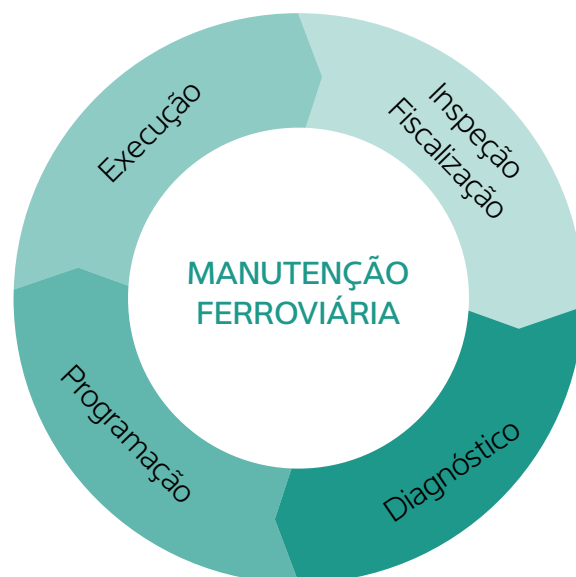 MANUTENÇÃO
FERROVIÁRIA
Inspeção
Fiscalização
Diagnóstico
Programação
Execução